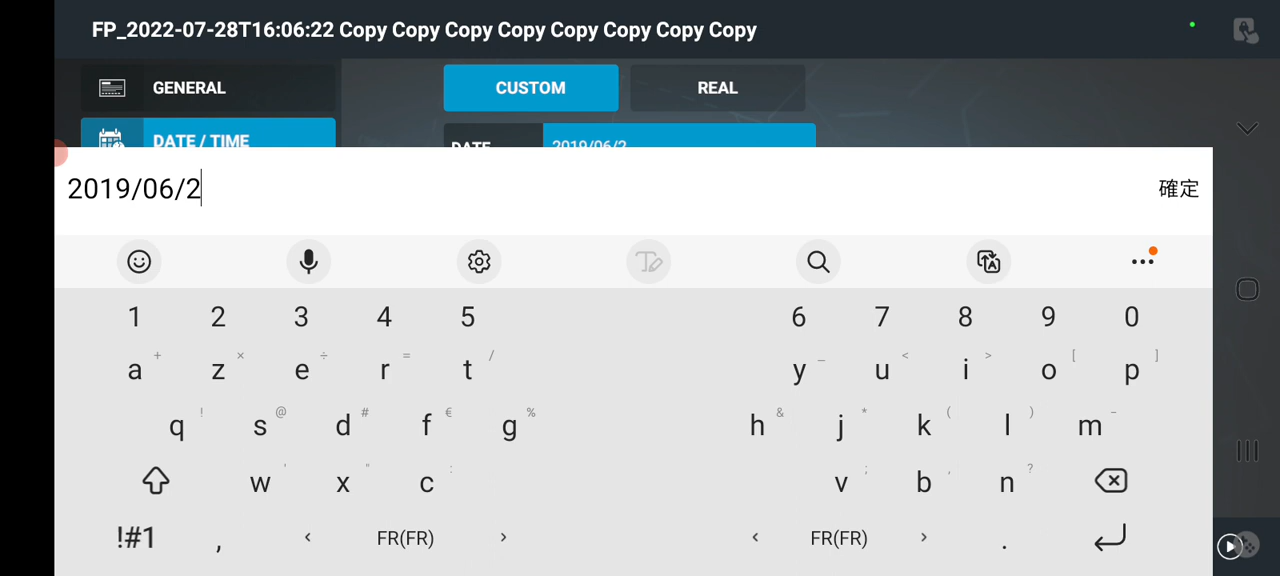 FP_2022-07-28T16:06:22 Copy Copy Copy Copy Copy Copy Copy Copy
GENERAL
CUSTOM
REAL
DATE / TIME
DATE
2019/06/2
2019/06/2
確定
1 2 3 4 5 6 7 8 9 0
a + z × e ÷ r = t / y _ u < i > o [ p ]
q ! s @ d # f € g % h & j * k ( l ) m -
w ' x " c : v ; b , n ?
!#1 , < FR(FR) > < FR(FR) > .